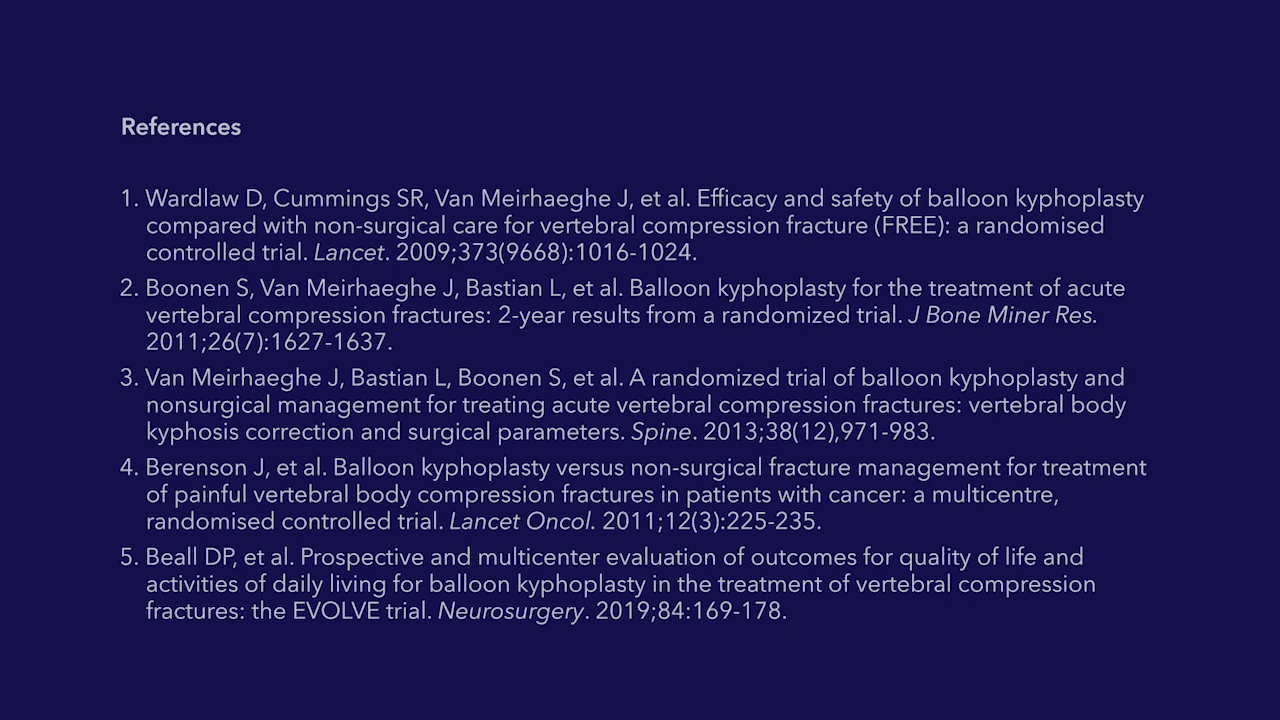 References
1. Wardlaw D, Cummings SR, Van Meirhaeghe J, et al. Efficacy and safety of balloon kyphoplasty
compared with non-surgical care for vertebral compression fracture (FREE): a randomised
controlled trial. Lancet. 2009;373(9668):1016-1024.
2. Boonen S, Van Meirhaeghe J, Bastian L, et al. Balloon kyphoplasty for the treatment of acute
vertebral compression fractures: 2-year results from a randomized trial. J Bone Miner Res.
2011;26(7):1627-1637.
3. Van Meirhaeghe J, Bastian L, Boonen S, et al. A randomized trial of balloon kyphoplasty and
nonsurgical management for treating acute vertebral compression fractures: vertebral body
kyphosis correction and surgical parameters. Spine. 2013;38(12),971-983.
4. Berenson J, et al. Balloon kyphoplasty versus non-surgical fracture management for treatment
of painful vertebral body compression fractures in patients with cancer: a multicentre,
randomised controlled trial. Lancet Oncol. 2011;12(3):225-235.
5. Beall DP, et al. Prospective and multicenter evaluation of outcomes for quality of life and
activities of daily living for balloon kyphoplasty in the treatment of vertebral compression
fractures: the EVOLVE trial. Neurosurgery. 2019;84:169-178.